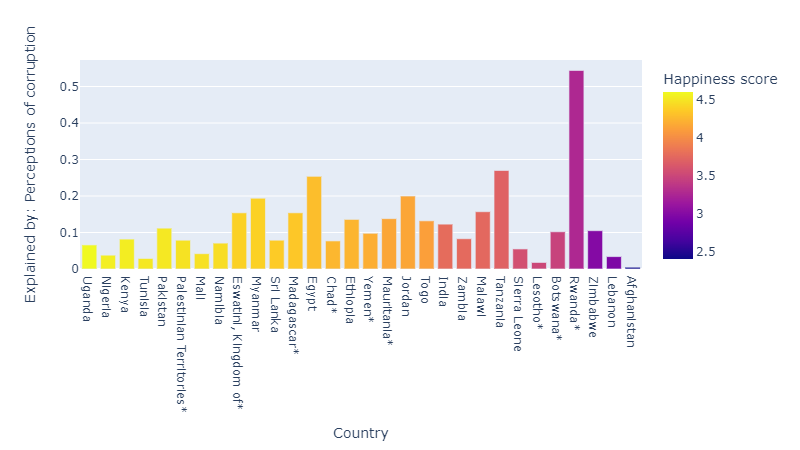 Explained by: Perceptions of corruption
0.5
0.4
0.3
0.2
0.1
0
Uganda
Nigeria
Kenya
Tunisia
Pakistan
Palestinian Territories*
Mali
Namibia
Eswatini, Kingdom of*
Myanmar
Sri Lanka
Madagascar*
Egypt
Chad*
Ethiopia
Yemen*
Mauritania*
Jordan
Togo
India
Zambia
Malawi
Tanzania
Sierra Leone
Lesotho*
Botswana*
Rwanda*
Zimbabwe
Lebanon
Afghanistan
Country
Happiness score
4.5
4
3.5
3
2.5